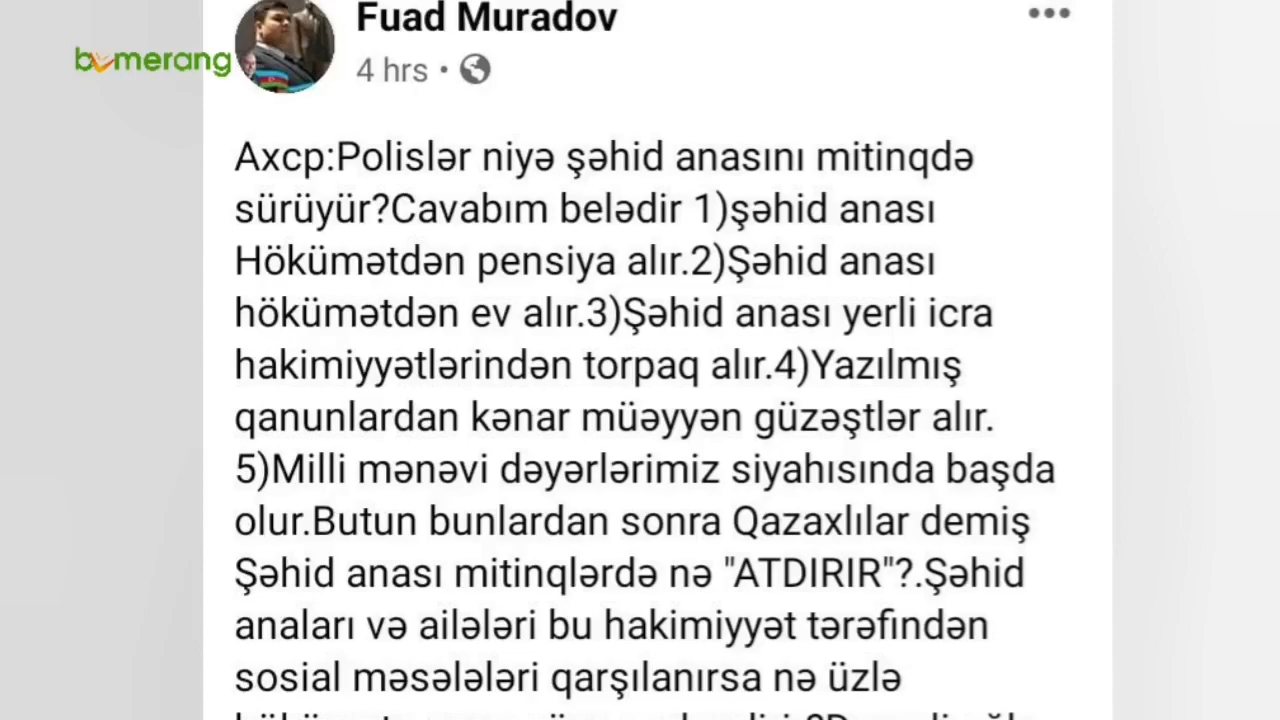 bumerang
Fuad Muradov
4 hrs •
Axcp:Polislər niyə şəhid anasını mitinqdə
sürüyür?Cavabım belədir 1)şəhid anası
Hökümətdən pensiya alır.2)Şəhid anası
hökümətdən ev alır.3)Şəhid anası yerli icra
hakimiyyətlərindən torpaq alır.4)Yazılmış
qanunlardan kənar müəyyən güzəştlər alır.
5)Milli mənəvi dəyərlərimiz siyahısında başda
olur.Butun bunlardan sonra Qazaxlılar demiş
Şəhid anası mitinqlərdə nə "ATDIRIR"?.Şəhid
anaları və ailələri bu hakimiyyət tərəfindən
sosial məsələləri qarşılanırsa nə üzlə